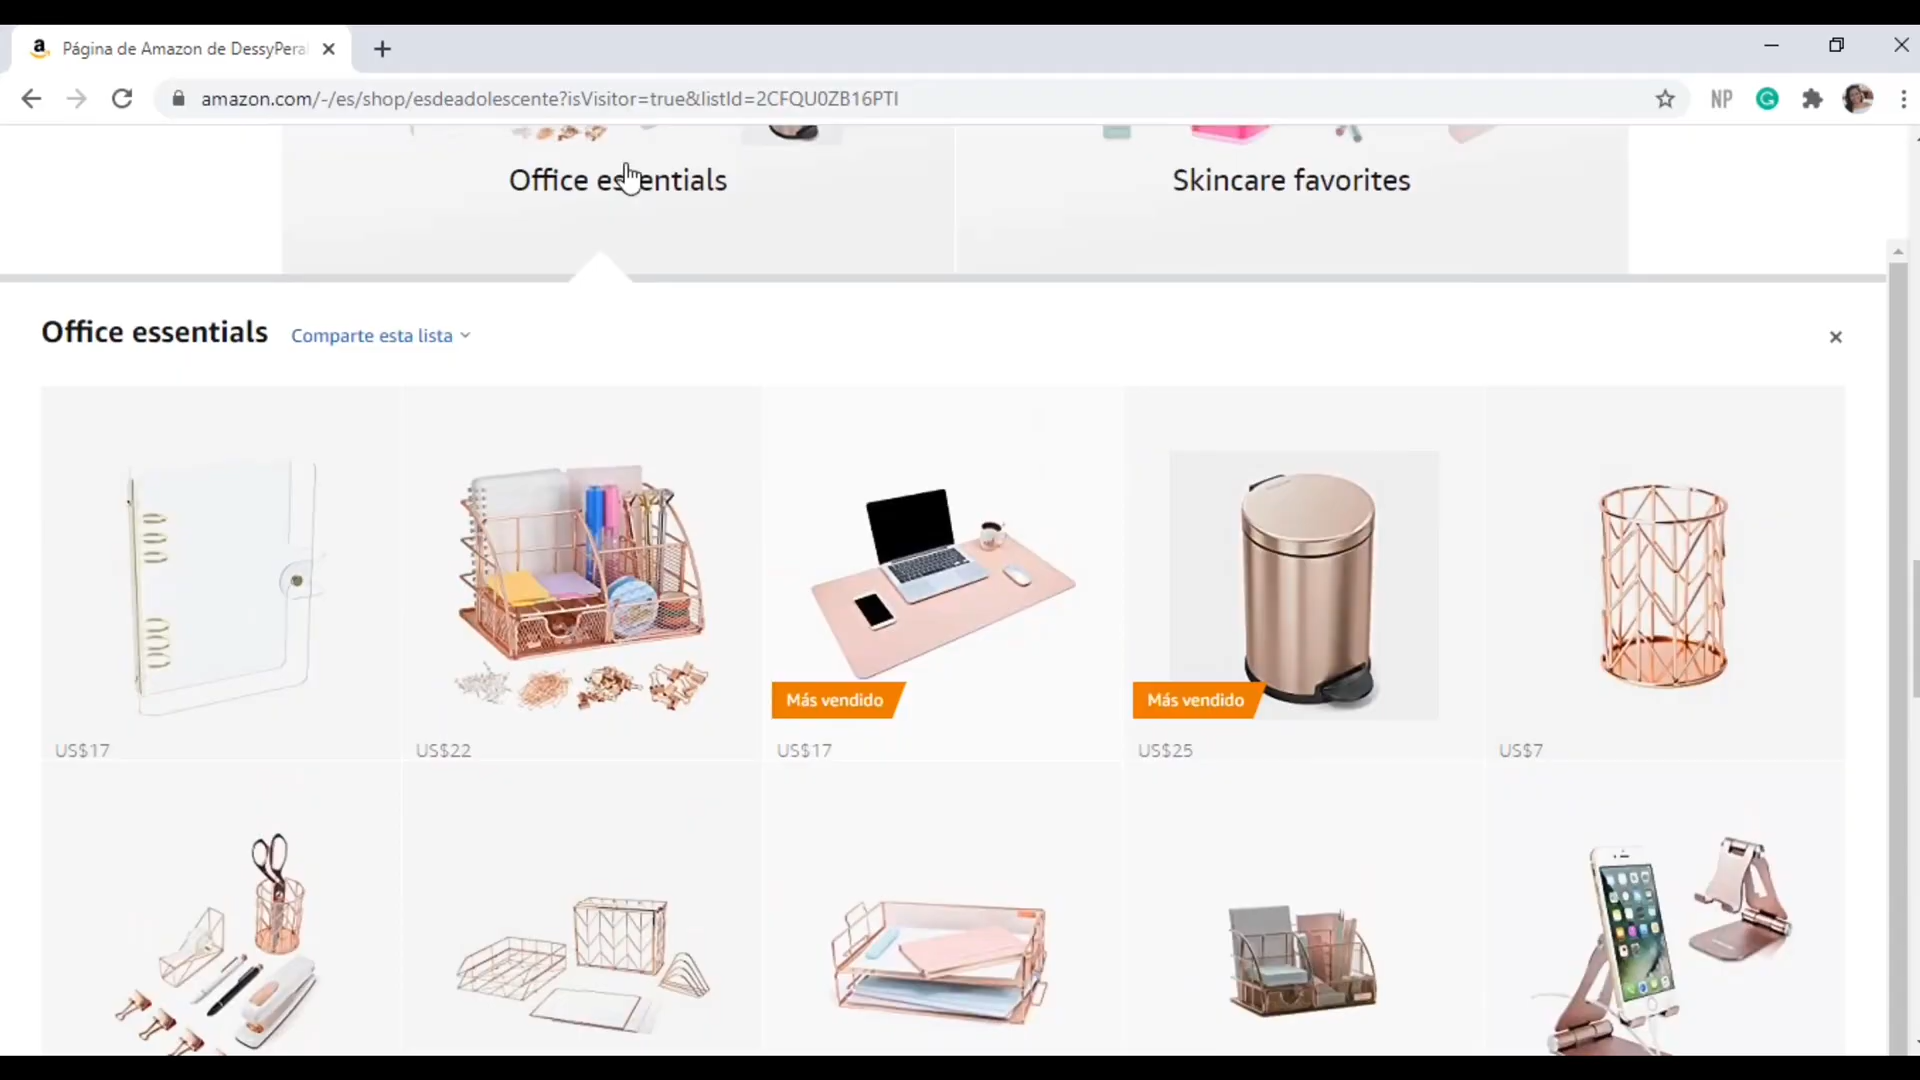 Página de Amazon de DessyPeral
amazon.com/-/es/shop/esdeadolescente?isVisitor=true&listId=2CFQU0ZB16PTI
NP
Office essentials
Skincare favorites
Office essentials
Comparte esta lista
Más vendido
Más vendido
US$17
US$22
US$17
US$25
US$7